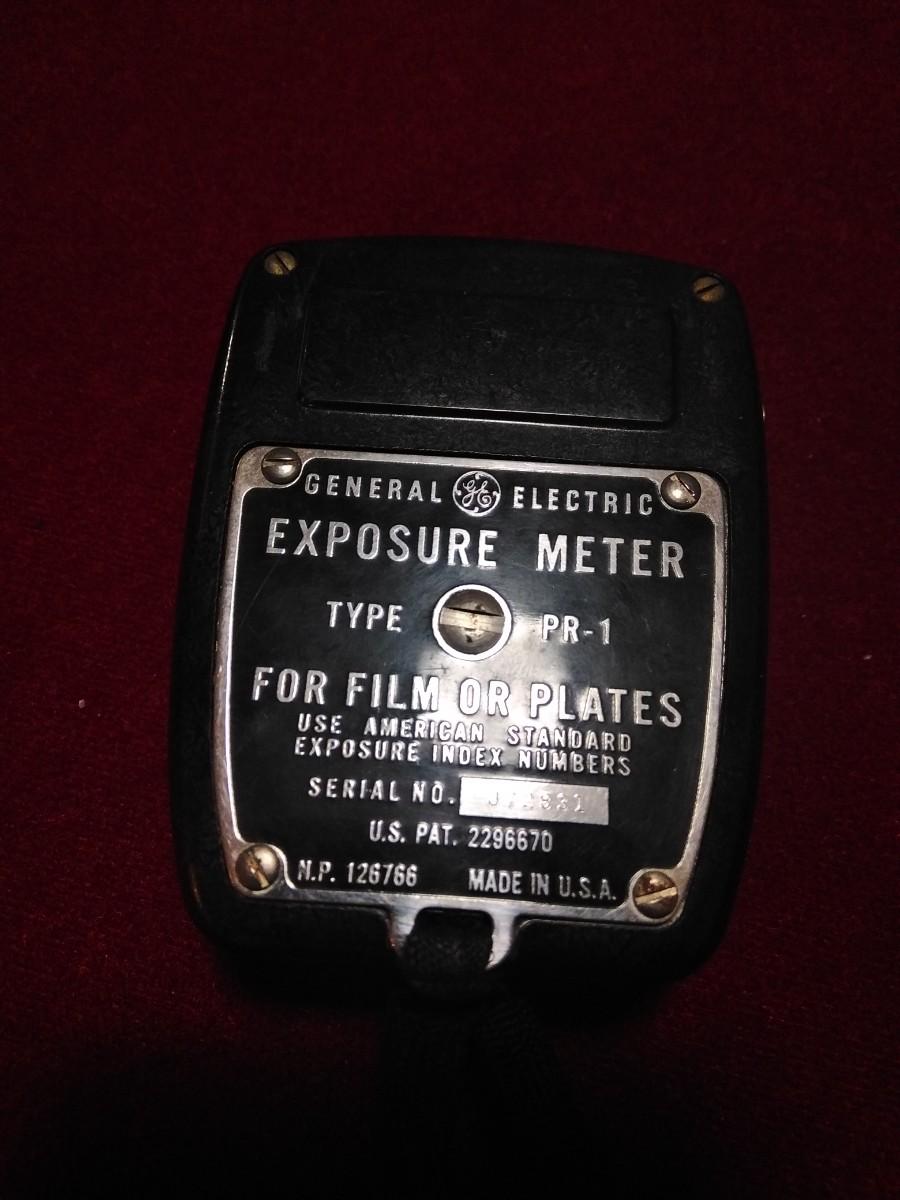 GENERAL GE ELECTRIC
EXPOSURE METER
TYPE PR-1
FOR FILM OR PLATES
USE AMERICAN STANDARD
EXPOSURE INDEX NUMBERS
SERIAL NO.
U.S. PAT. 2296670
N.P. 126766 MADE IN U.S.A.